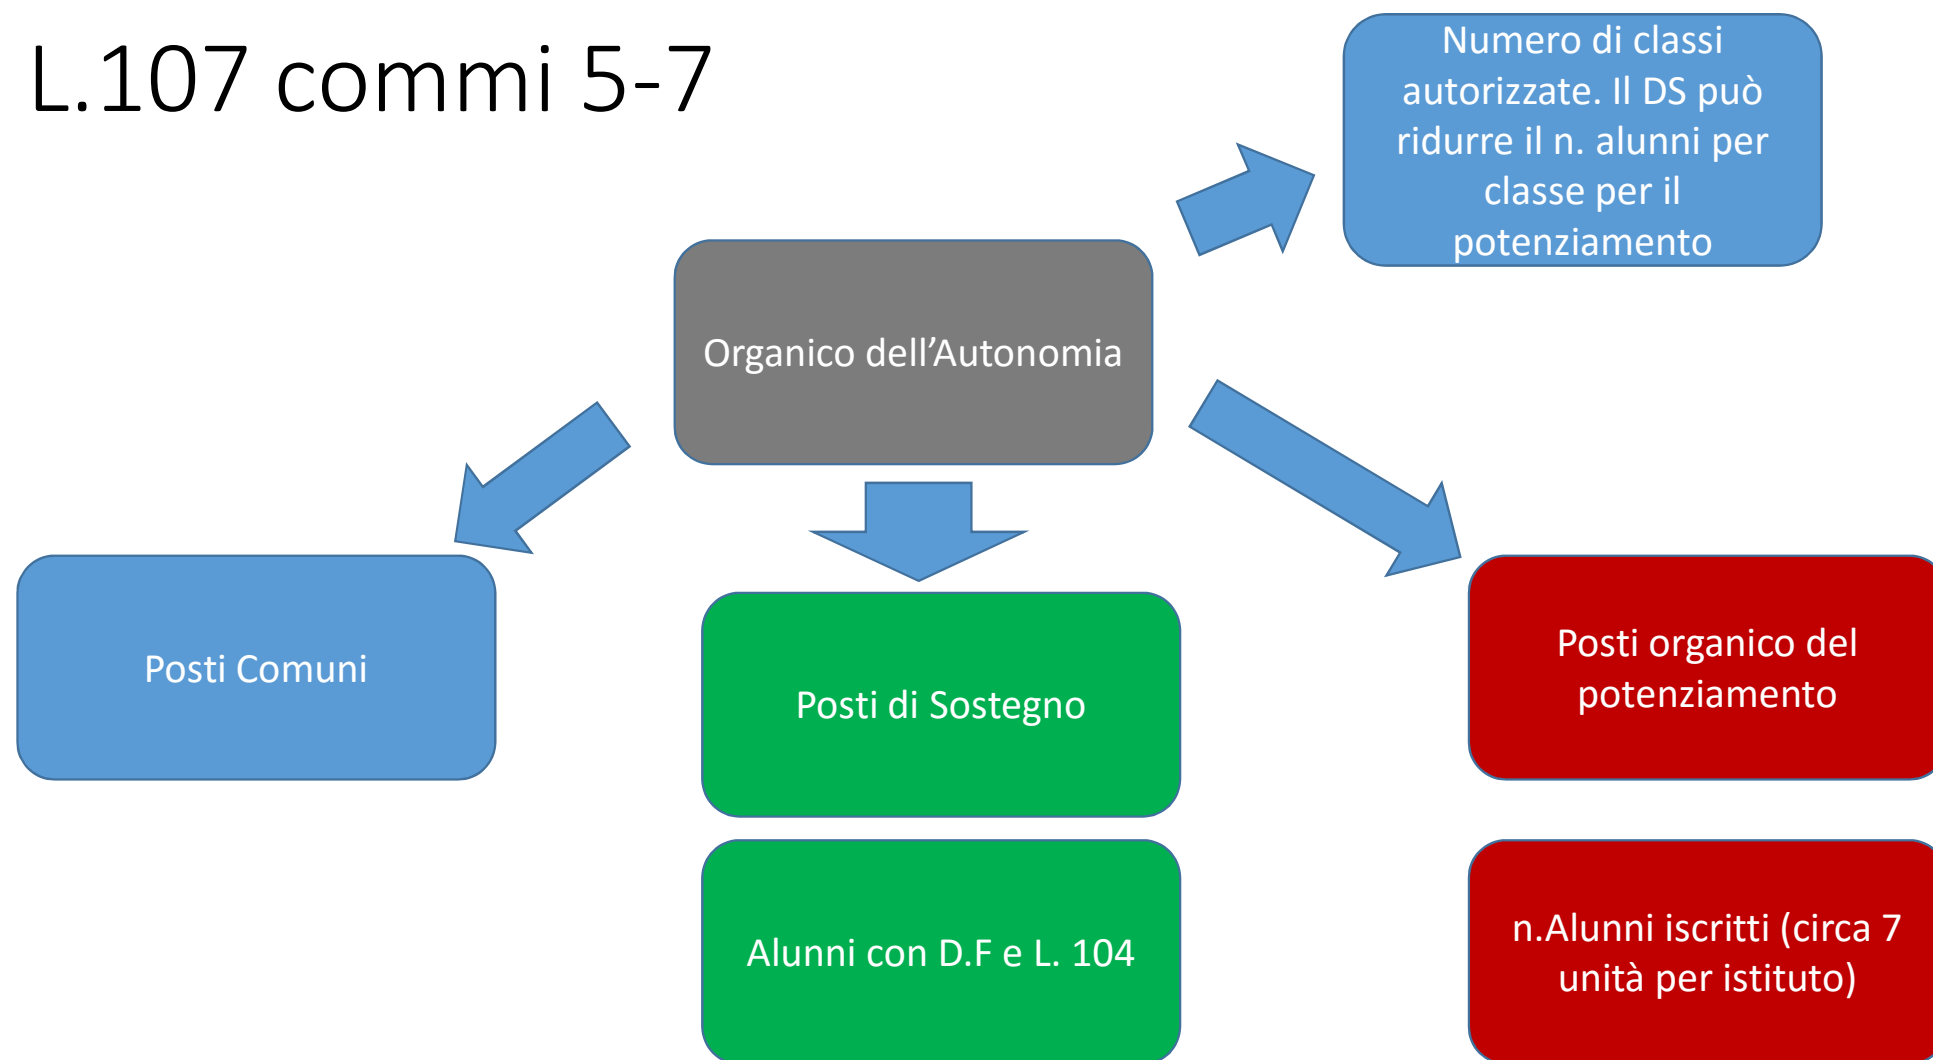 L.107 commi 5-7
Numero di classi
autorizzate. Il DS può
ridurre il n. alunni per
classe per il
potenziamento
Organico dell’Autonomia
Posti Comuni
Posti di Sostegno
Posti organico del
potenziamento
Alunni con D.F e L. 104
n.Alunni iscritti (circa 7
unità per istituto)